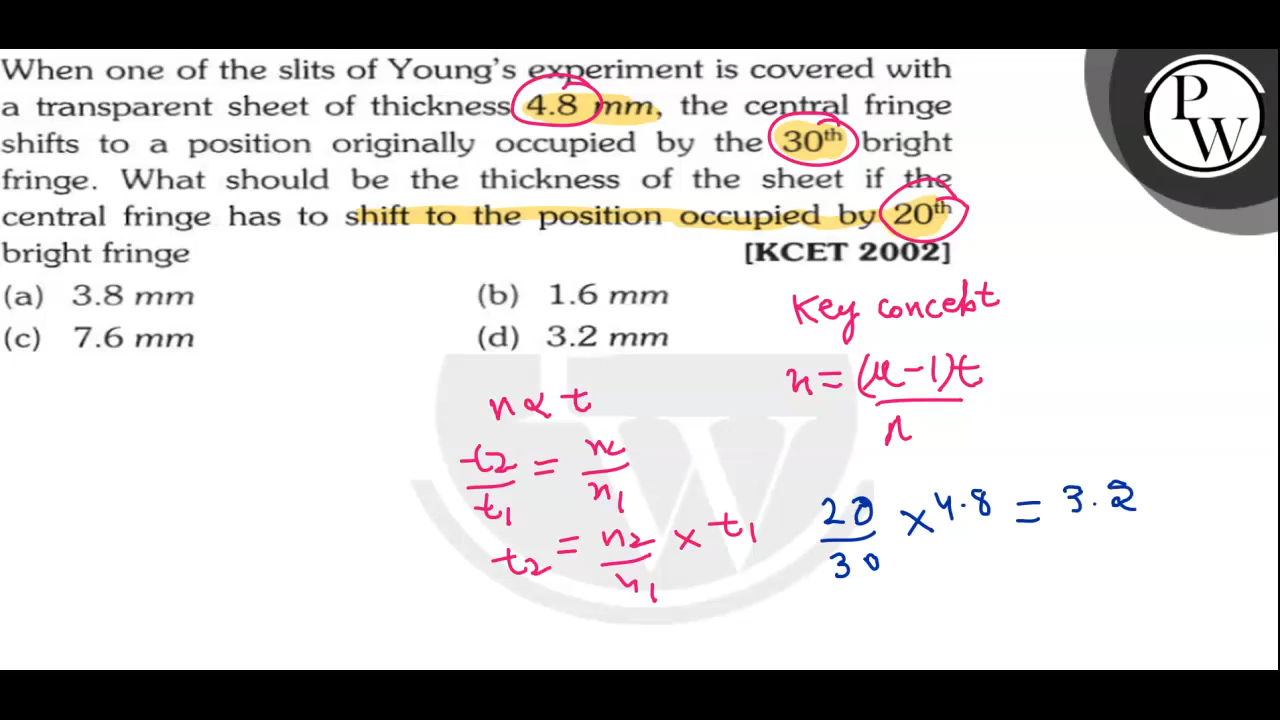 When one of the slits of Young's experiment is covered with
a transparent sheet of thickness 4.8 mm, the central fringe
shifts to a position originally occupied by the 30th bright
fringe. What should be the thickness of the sheet if the
central fringe has to shift to the position occupied by 20th
bright fringe [KCET 2002]
(a) 3.8 mm (b) 1.6 mm
(c) 7.6 mm (d) 3.2 mm
PW
Key concept
n = (μ-1)t / λ
n ∝ t
t2/t1 = n2/n1
t2 = n2/n1 × t1
20/30 × 4.8 = 3.2